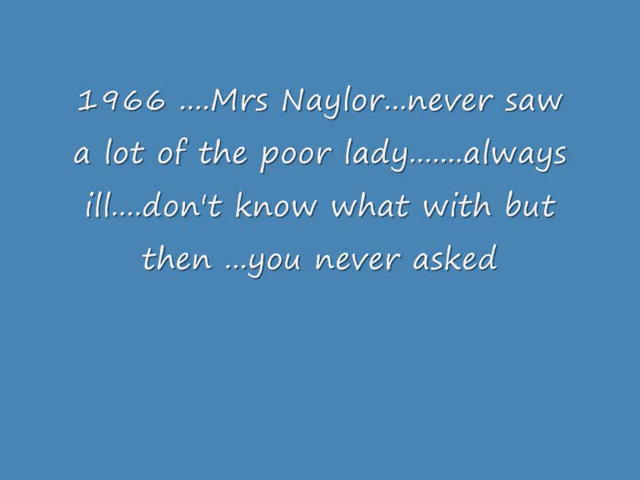 1966 ....Mrs Naylor...never saw
a lot of the poor lady.......always
ill....don't know what with but
then ...you never asked